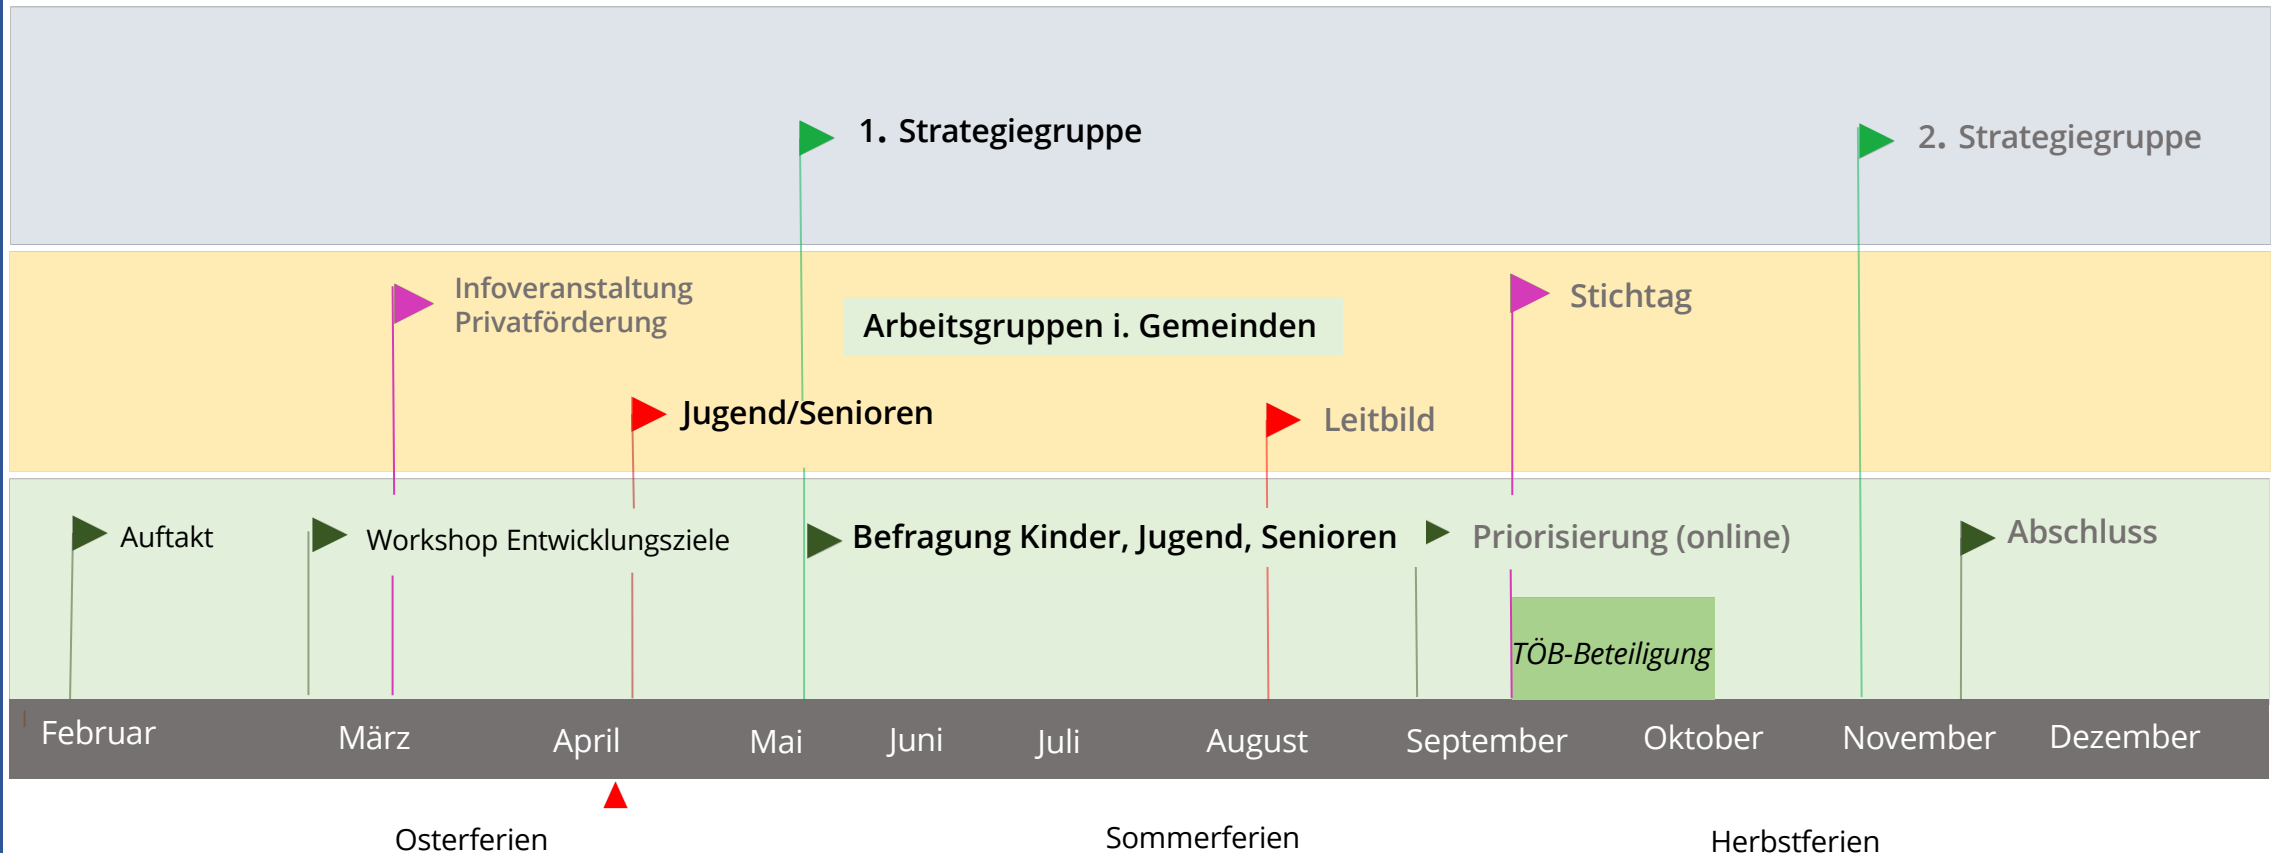 1. Strategiegruppe
2. Strategiegruppe
Infoveranstaltung
Privatförderung
Arbeitsgruppen i. Gemeinden
Stichtag
Jugend/Senioren
Leitbild
Auftakt
Workshop Entwicklungsziele
Befragung Kinder, Jugend, Senioren
Priorisierung (online)
Abschluss
TÖB-Beteiligung
Februar
März
April
Mai
Juni
Juli
August
September
Oktober
November
Dezember
Osterferien
Sommerferien
Herbstferien